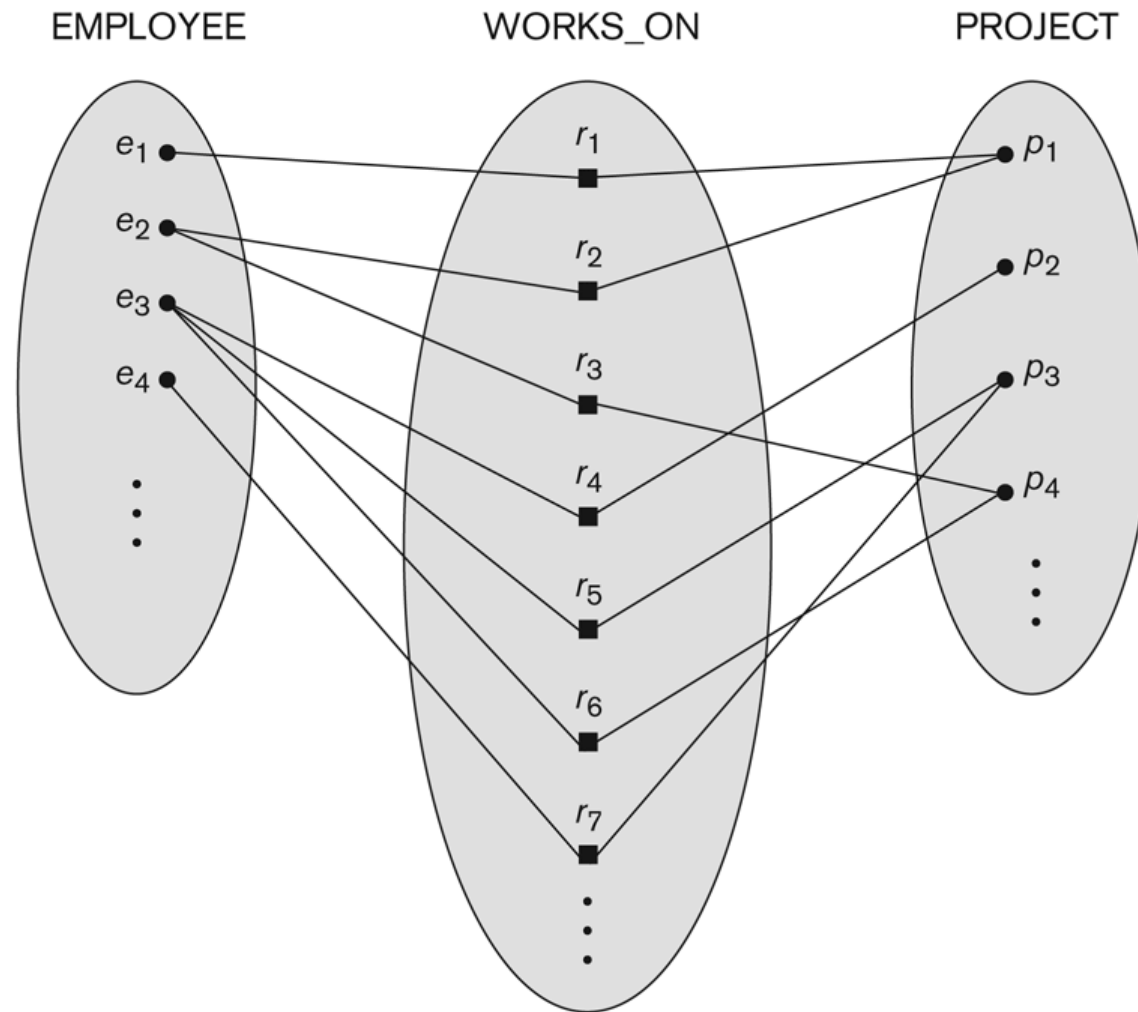 EMPLOYEE WORKS_ON PROJECT
e1 r1 p1
e2 r2 p2
e3 r3 p3
e4 r4 p4
r5
r6
r7